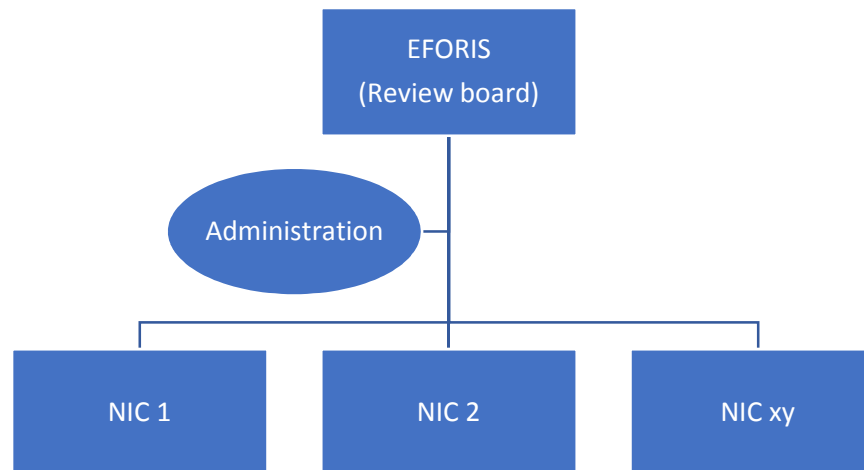 EFORIS
(Review board)
Administration
NIC 1
NIC 2
NIC xy